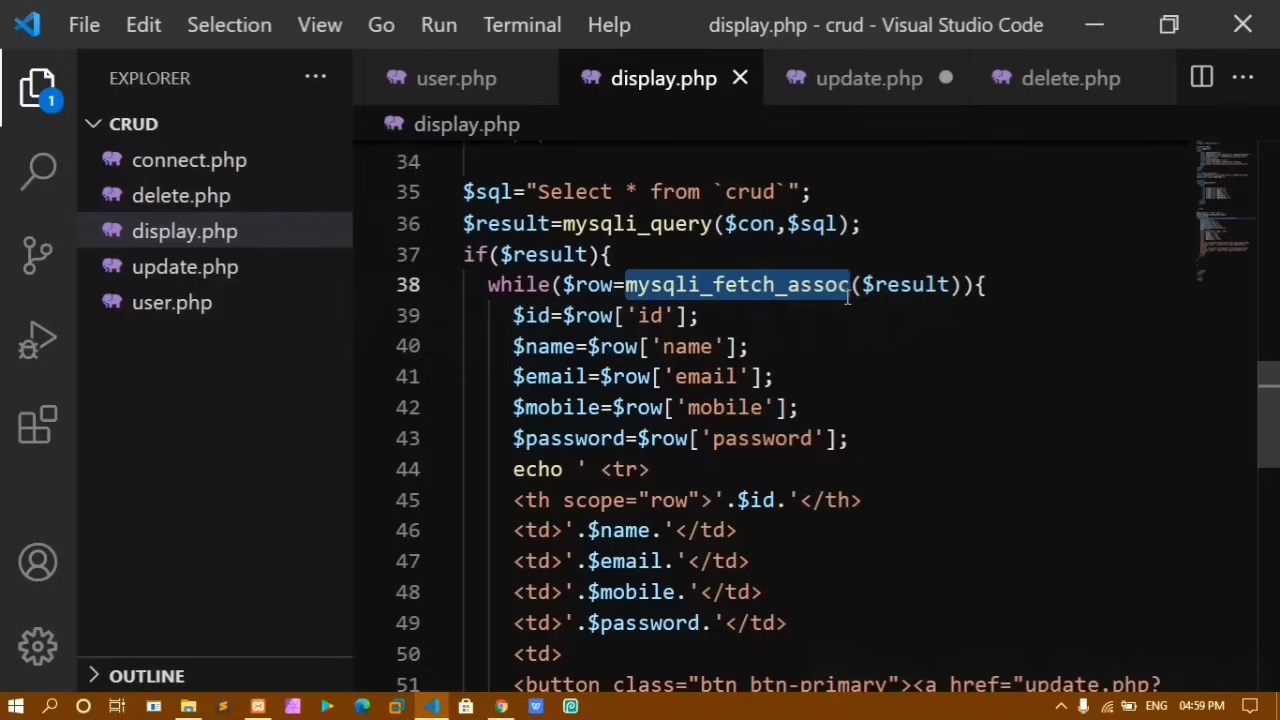 File Edit Selection View Go Run Terminal Help display.php - crud - Visual Studio Code
EXPLORER ···
user.php display.php update.php delete.php ···
1
CRUD
display.php
connect.php
delete.php
display.php
update.php
user.php
34
35 $sql="Select * from `crud`";
36 $result=mysqli_query($con,$sql);
37 if($result){
38 while($row=mysqli_fetch_assoc($result)){
39 $id=$row['id'];
40 $name=$row['name'];
41 $email=$row['email'];
42 $mobile=$row['mobile'];
43 $password=$row['password'];
44 echo ' <tr>
45 <th scope="row">'.$id.'</th>
46 <td>'.$name.'</td>
47 <td>'.$email.'</td>
48 <td>'.$mobile.'</td>
49 <td>'.$password.'</td>
50 <td>
51 <button class="btn btn-primary"><a href="update.php?
OUTLINE
04:59 PM